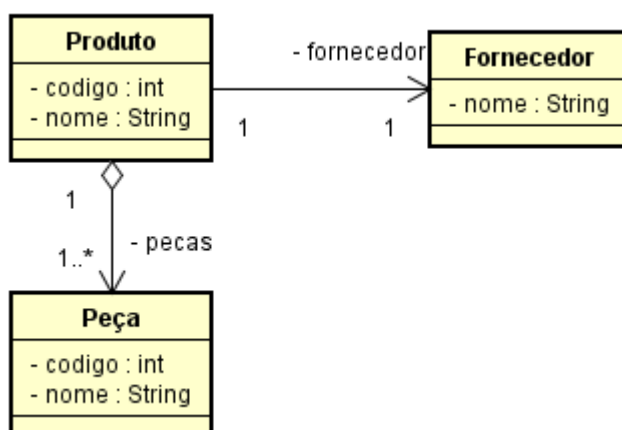 Produto
- codigo : int
- nome : String
- fornecedor
1
1
Fornecedor
- nome : String
1
1..*
- pecas
Peça
- codigo : int
- nome : String